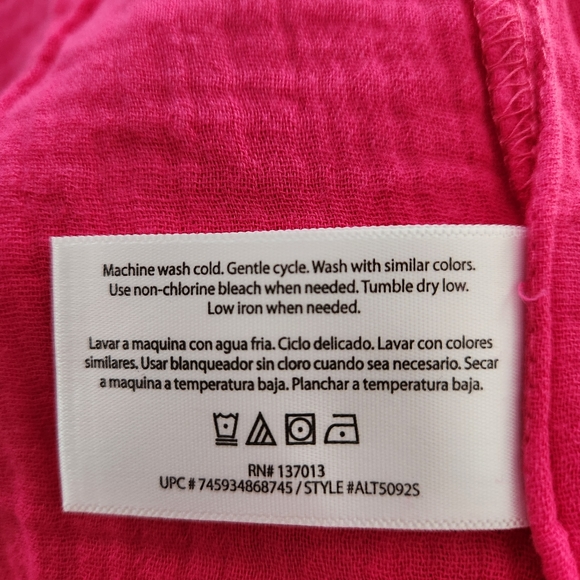 Machine wash cold. Gentle cycle. Wash with similar colors.
Use non-chlorine bleach when needed. Tumble dry low.
Low iron when needed.
Lavar a maquina con agua fria. Ciclo delicado. Lavar con colores
similares. Usar blanqueador sin cloro cuando sea necesario. Secar
a maquina a temperatura baja. Planchar a temperatura baja.
RN# 137013
UPC # 745934868745 / STYLE #ALT5092S